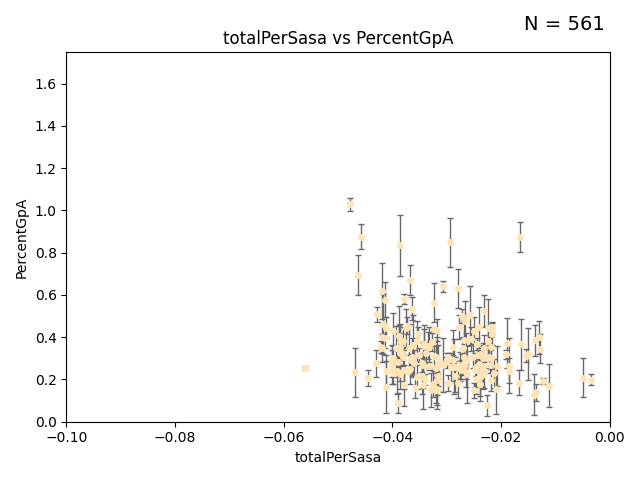 N = 561
totalPerSasa vs PercentGpA
PercentGpA
1.6
1.4
1.2
1.0
0.8
0.6
0.4
0.2
0.0
−0.10 −0.08 −0.06 −0.04 −0.02 0.00
totalPerSasa